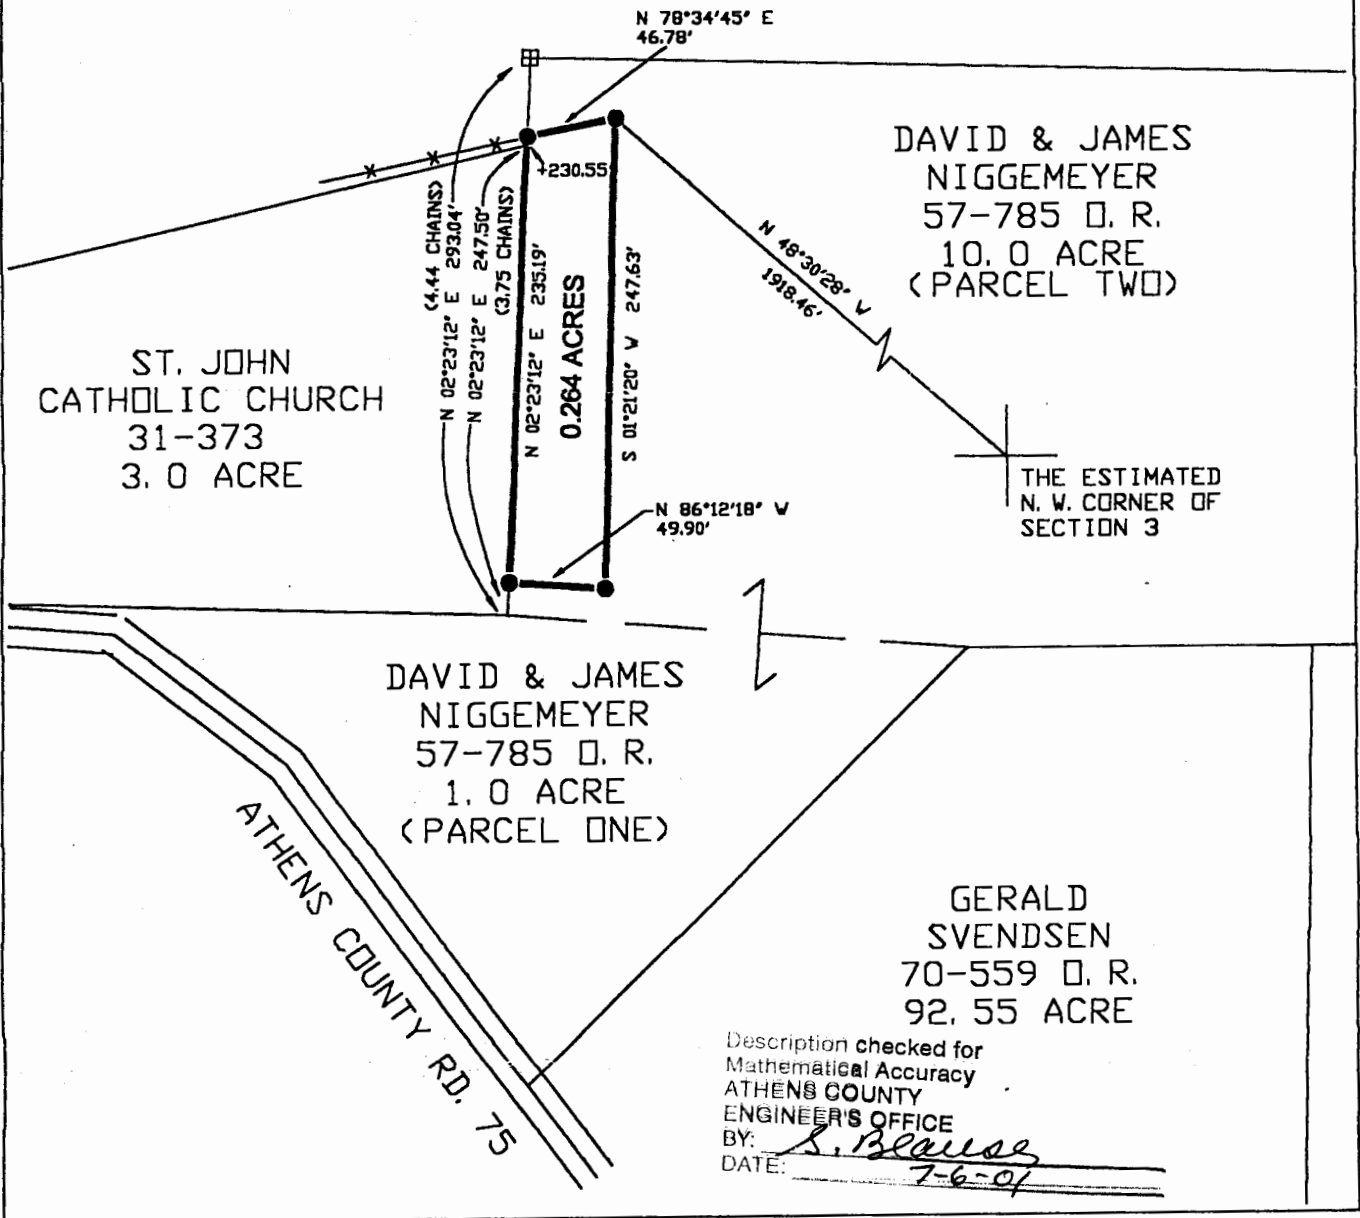 N 78°34'45" E
46.78'
DAVID & JAMES
NIGGEMEYER
57-785 O. R.
10. 0 ACRE
(PARCEL TWO)
+230.55
(4.44 CHAINS)
N 02°23'12" E 293.04'
N 02°23'12" E 247.50'
(3.75 CHAINS)
N 02°23'12" E 235.19'
0.264 ACRES
S 01°21'20" W 247.63'
N 48°30'28" W
1918.46'
ST. JOHN
CATHOLIC CHURCH
31-373
3. 0 ACRE
THE ESTIMATED
N. W. CORNER OF
SECTION 3
N 86°12'18" W
49.90'
DAVID & JAMES
NIGGEMEYER
57-785 O. R.
1. 0 ACRE
(PARCEL ONE)
ATHENS COUNTY RD. 75
GERALD
SVENDSEN
70-559 O. R.
92. 55 ACRE
Description checked for
Mathematical Accuracy
ATHENS COUNTY
ENGINEER'S OFFICE
BY: S.
DATE: 7-6-01